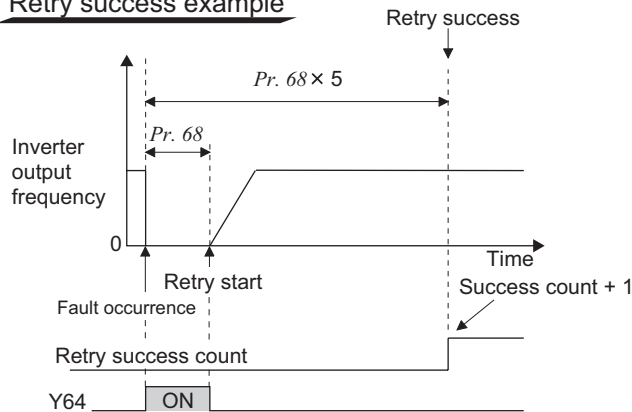 Retry success example
Retry success
Pr. 68 × 5
Pr. 68
Inverter
output
frequency
0
Time
Retry start
Success count + 1
Fault occurrence
Retry success count
Y64
ON